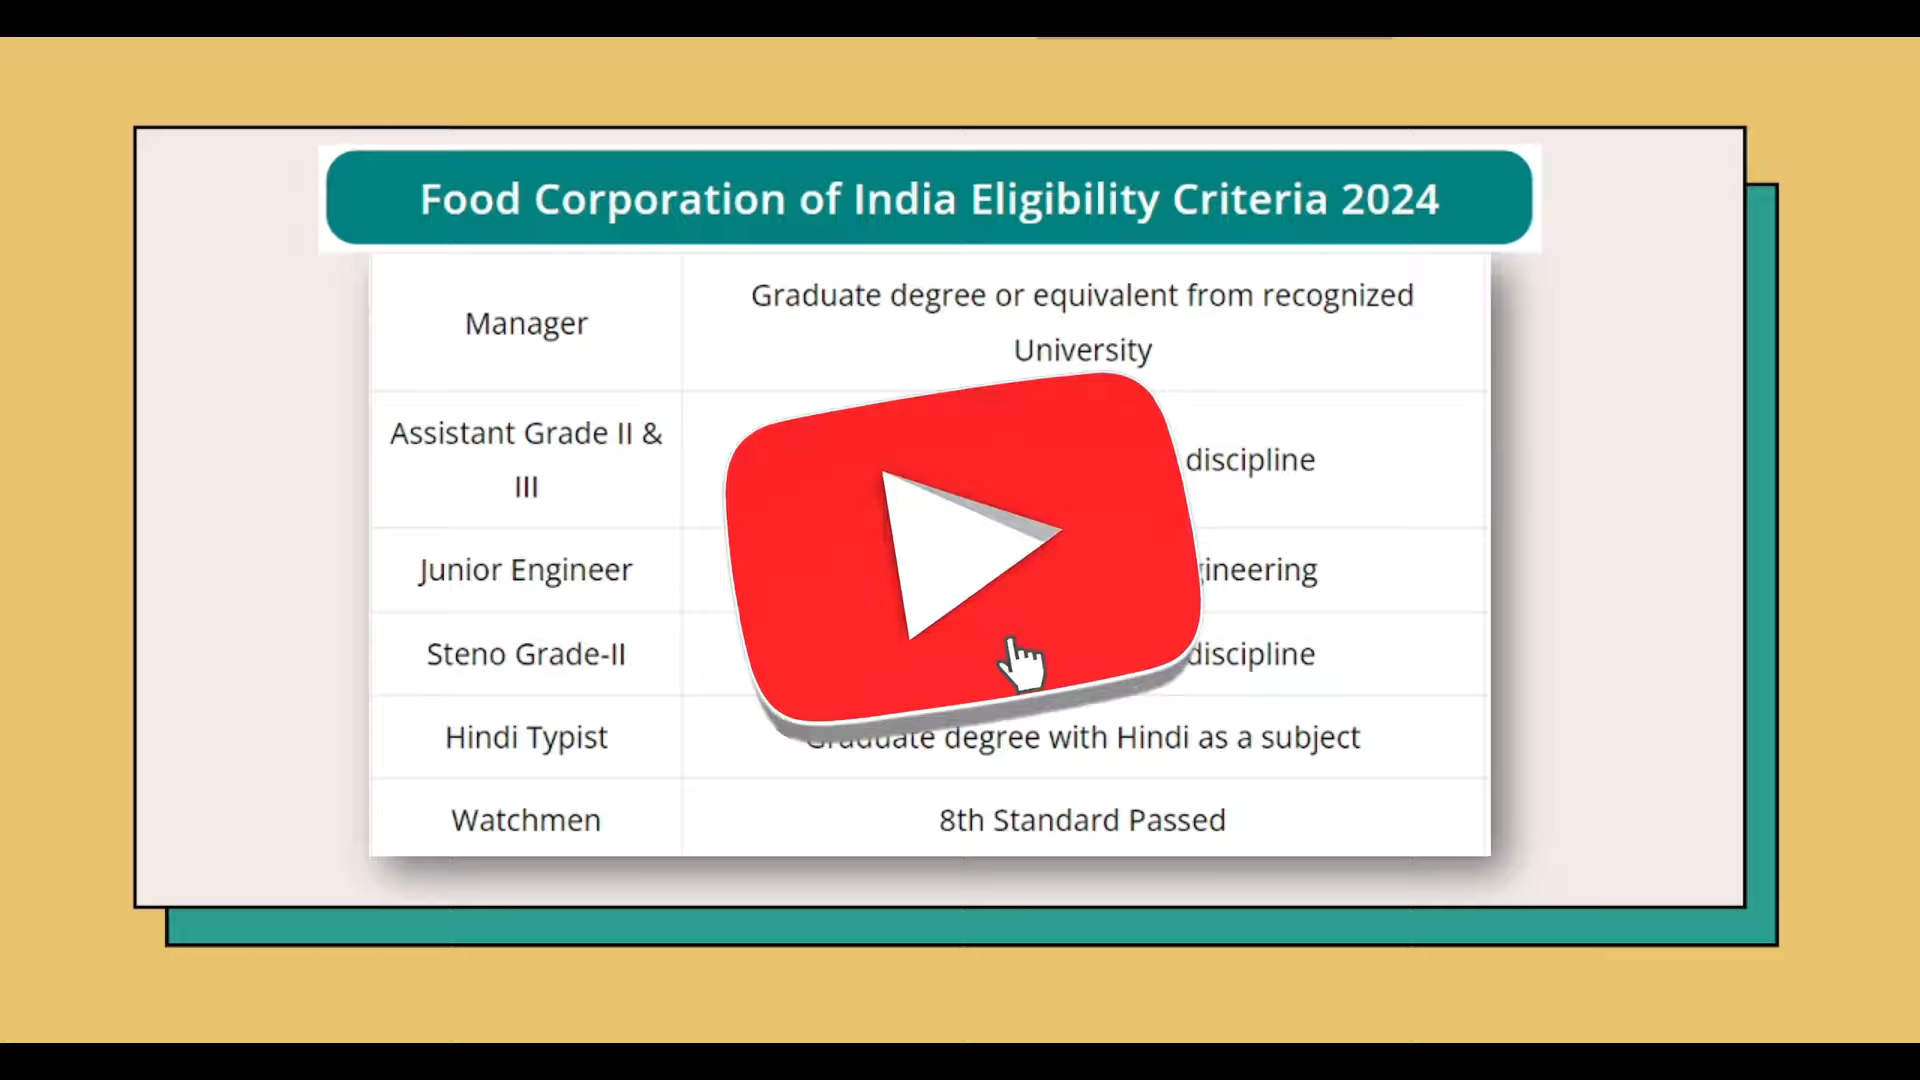 Food Corporation of India Eligibility Criteria 2024
Manager
Graduate degree or equivalent from recognized
University
Assistant Grade II &
III
discipline
Junior Engineer
Steno Grade-II
discipline
Hindi Typist
Graduate degree with Hindi as a subject
Watchmen
8th Standard Passed